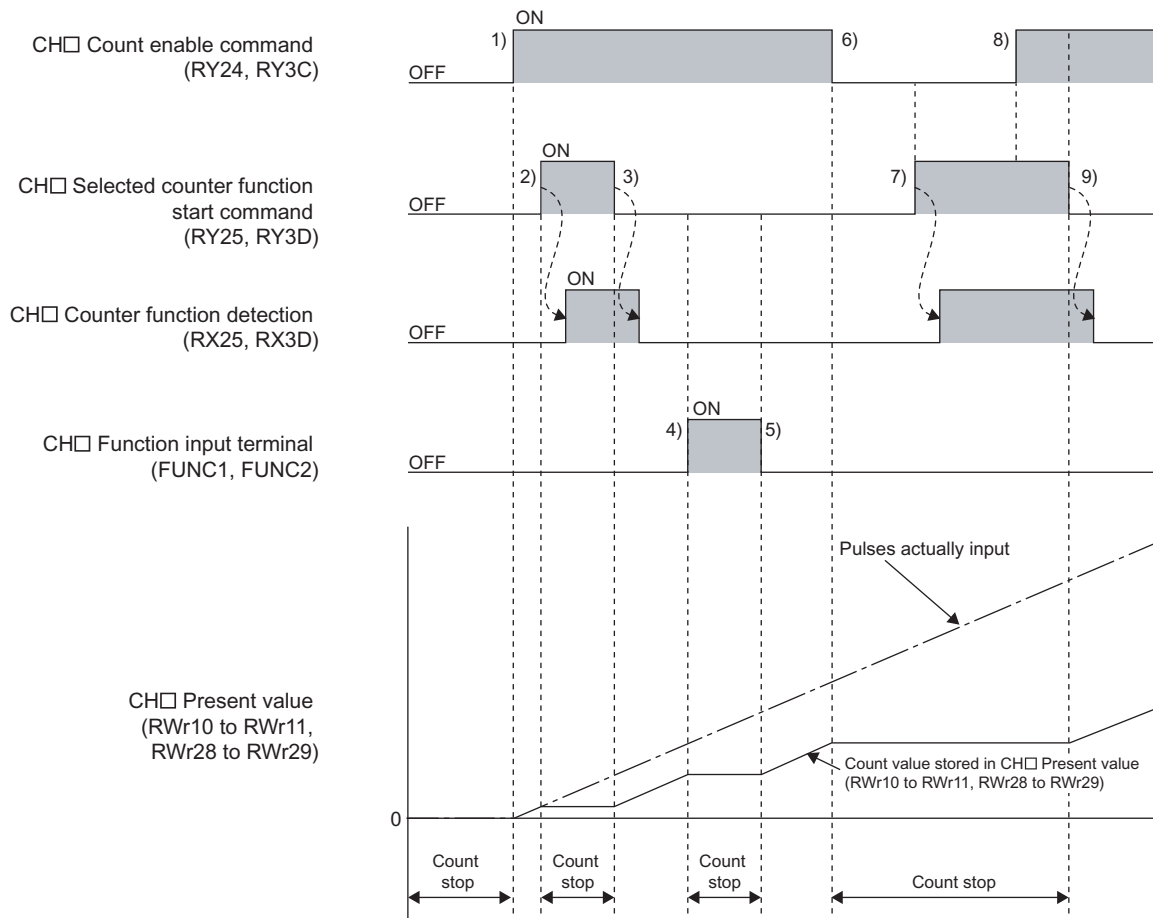 CH□ Count enable command
(RY24, RY3C)
OFF
1)
ON
6)
8)
CH□ Selected counter function
start command
(RY25, RY3D)
OFF
2)
ON
3)
7)
9)
CH□ Counter function detection
(RX25, RX3D)
OFF
ON
CH□ Function input terminal
(FUNC1, FUNC2)
OFF
4)
ON
5)
Pulses actually input
CH□ Present value
(RWr10 to RWr11,
RWr28 to RWr29)
Count value stored in CH□ Present value
(RWr10 to RWr11, RWr28 to RWr29)
0
Count
stop
Count
stop
Count
stop
Count stop